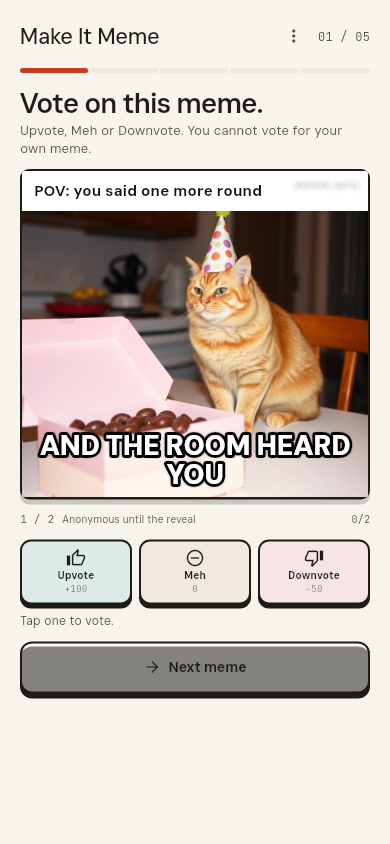 Make It Meme
01 / 05
Vote on this meme.
Upvote, Meh or Downvote. You cannot vote for your
own meme.
POV: you said one more round
AND THE ROOM HEARD
YOU
1 / 2 Anonymous until the reveal
0/2
Upvote
+100
Meh
0
Downvote
-50
Tap one to vote.
Next meme